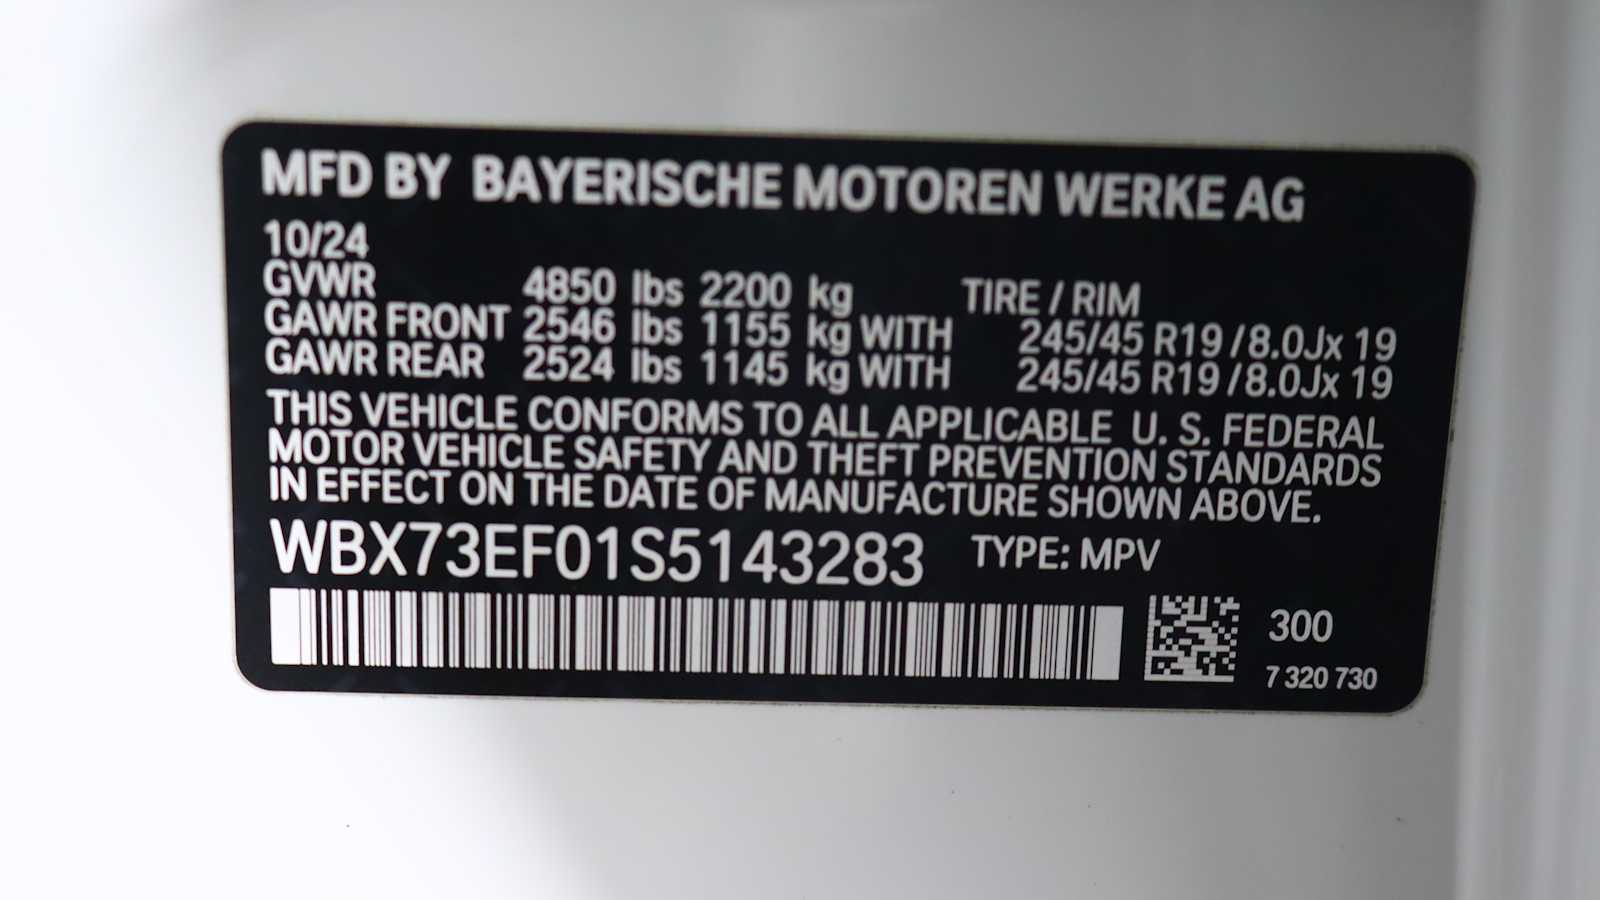 MFD BY BAYERISCHE MOTOREN WERKE AG
10/24
GVWR 4850 lbs 2200 kg TIRE / RIM
GAWR FRONT 2546 lbs 1155 kg WITH 245/45 R19 / 8.0Jx 19
GAWR REAR 2524 lbs 1145 kg WITH 245/45 R19 / 8.0Jx 19
THIS VEHICLE CONFORMS TO ALL APPLICABLE U. S. FEDERAL
MOTOR VEHICLE SAFETY AND THEFT PREVENTION STANDARDS
IN EFFECT ON THE DATE OF MANUFACTURE SHOWN ABOVE.
WBX73EF01S5143283 TYPE: MPV
300
7 320 730